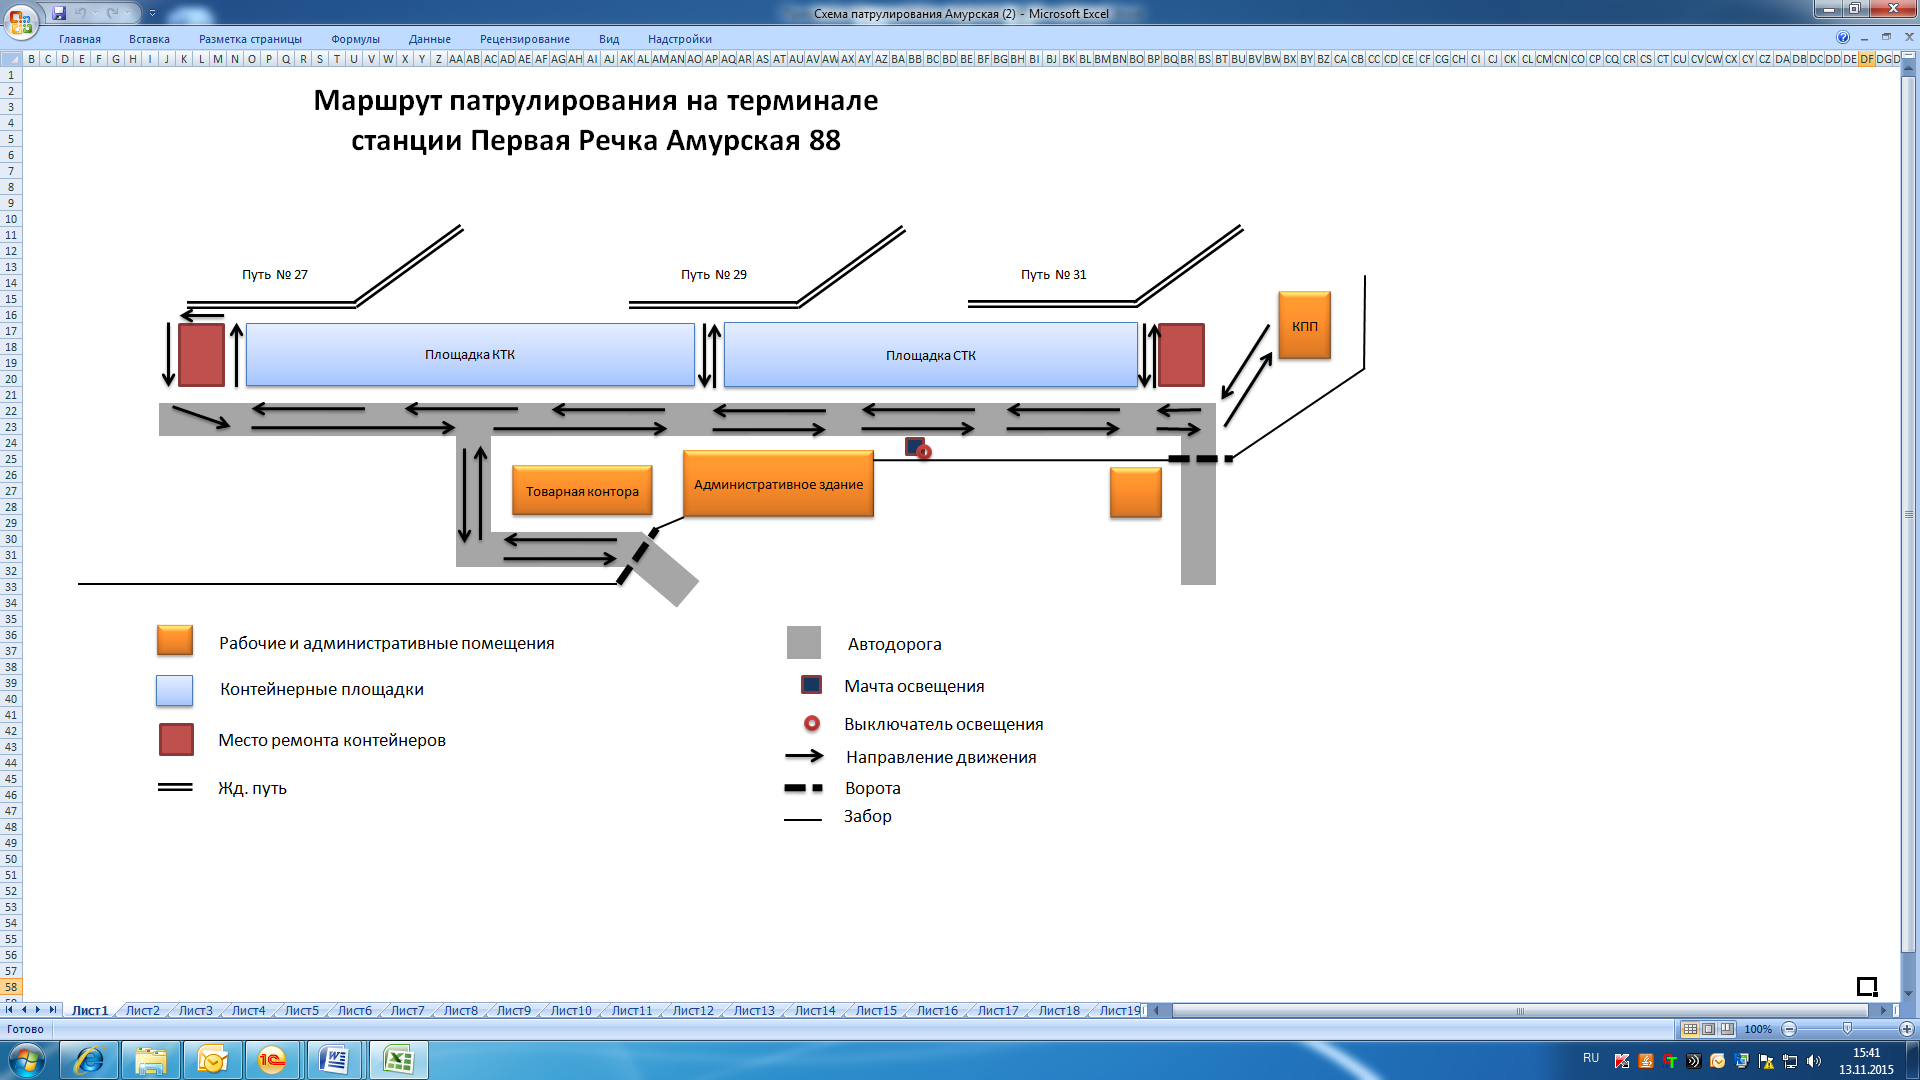 Схема патрулирования Амурская (2) - Microsoft Excel
Главная Вставка Разметка страницы Формулы Данные Рецензирование Вид Надстройки
Маршрут патрулирования на терминале
станции Первая Речка Амурская 88
Путь № 27 Путь № 29 Путь № 31
КПП
Площадка КТК Площадка СТК
Товарная контора Административное здание
Рабочие и административные помещения
Контейнерные площадки
Место ремонта контейнеров
Жд. путь
Автодорога
Мачта освещения
Выключатель освещения
Направление движения
Ворота
Забор
Лист1 Лист2 Лист3 Лист4 Лист5 Лист6 Лист7 Лист8 Лист9 Лист10 Лист11 Лист12 Лист13 Лист14 Лист15 Лист16 Лист17 Лист18 Лист19
Готово 100%
RU 15:41
13.11.2015